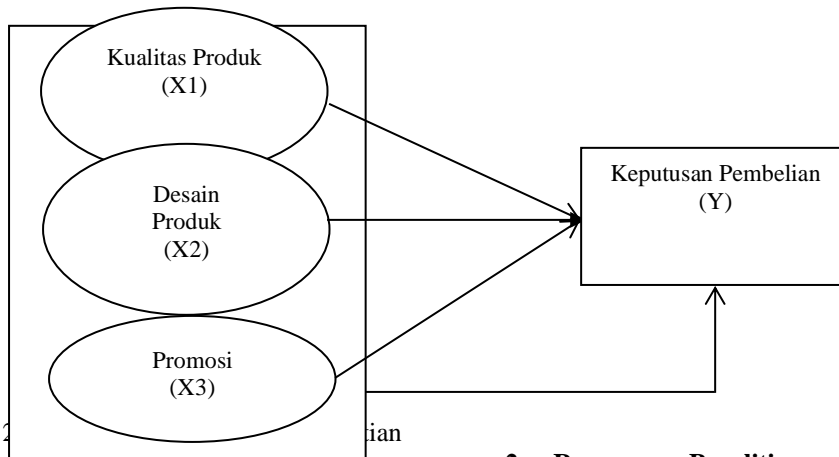 Kualitas Produk
(X1)
Desain
Produk
(X2)
Promosi
(X3)
Keputusan Pembelian
(Y)